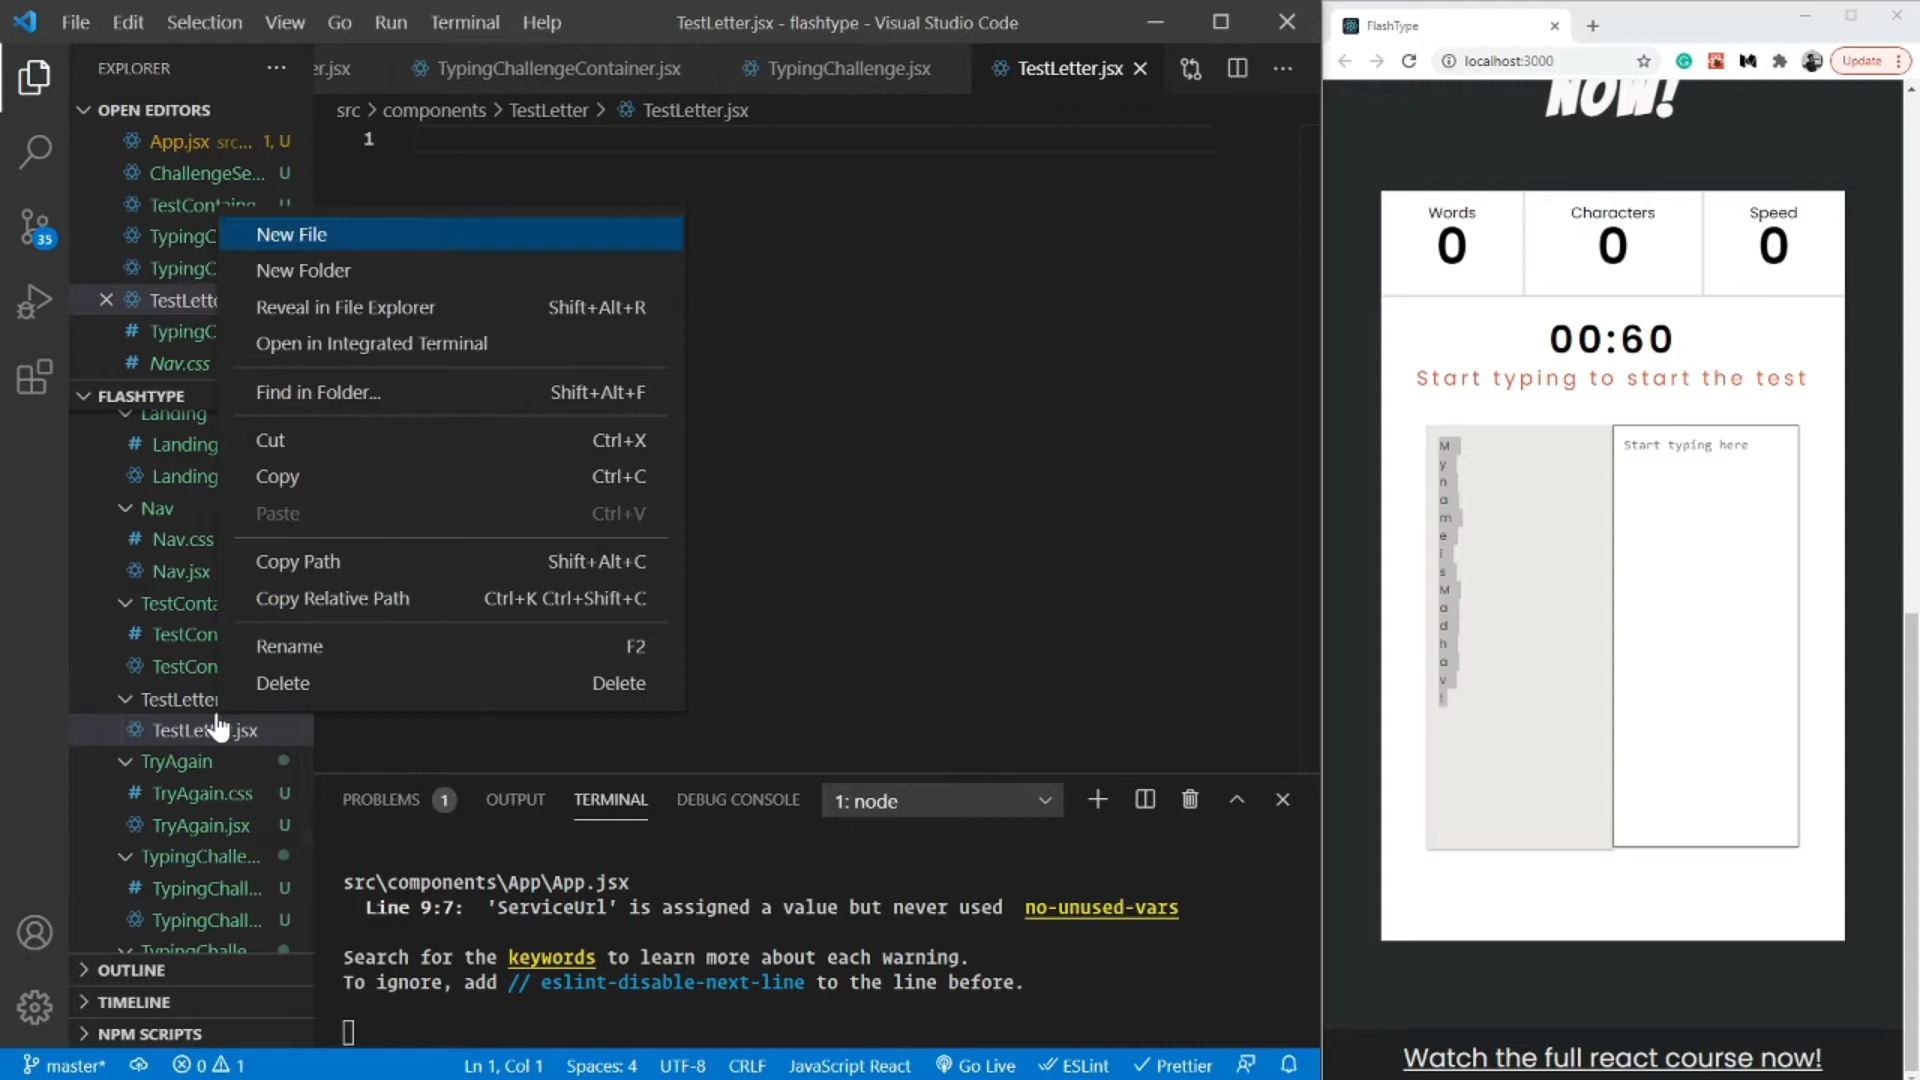 File Edit Selection View Go Run Terminal Help TestLetter.jsx - flashtype - Visual Studio Code
EXPLORER
OPEN EDITORS
App.jsx src... 1, U
ChallengeSe... U
TypingC
TypingC
TestLette
TypingC
Nav.css
FLASHTYPE
Landing
Landing
Landing
Nav
Nav.css
Nav.jsx
TestConta
TestCon
TestCon
TestLetter
TryAgain
TryAgain.css U
TryAgain.jsx U
TypingChalle...
TypingChall... U
TypingChall... U
OUTLINE
TIMELINE
NPM SCRIPTS
35
er.jsx TypingChallengeContainer.jsx TypingChallenge.jsx TestLetter.jsx
src > components > TestLetter > TestLetter.jsx
1
New File
New Folder
Reveal in File Explorer Shift+Alt+R
Open in Integrated Terminal
Find in Folder... Shift+Alt+F
Cut Ctrl+X
Copy Ctrl+C
Paste Ctrl+V
Copy Path Shift+Alt+C
Copy Relative Path Ctrl+K Ctrl+Shift+C
Rename F2
Delete Delete
PROBLEMS 1 OUTPUT TERMINAL DEBUG CONSOLE 1: node
src\components\App\App.jsx
Line 9:7: 'ServiceUrl' is assigned a value but never used no-unused-vars
Search for the keywords to learn more about each warning.
To ignore, add // eslint-disable-next-line to the line before.
master* 0 1 Ln 1, Col 1 Spaces: 4 UTF-8 CRLF JavaScript React Go Live ESLint Prettier
FlashType
localhost:3000 Update
NOW!
Words Characters Speed
0 0 0
00:60
Start typing to start the test
M
y
n
a
m
e
i
s
M
a
d
h
a
v
!
Start typing here
Watch the full react course now!